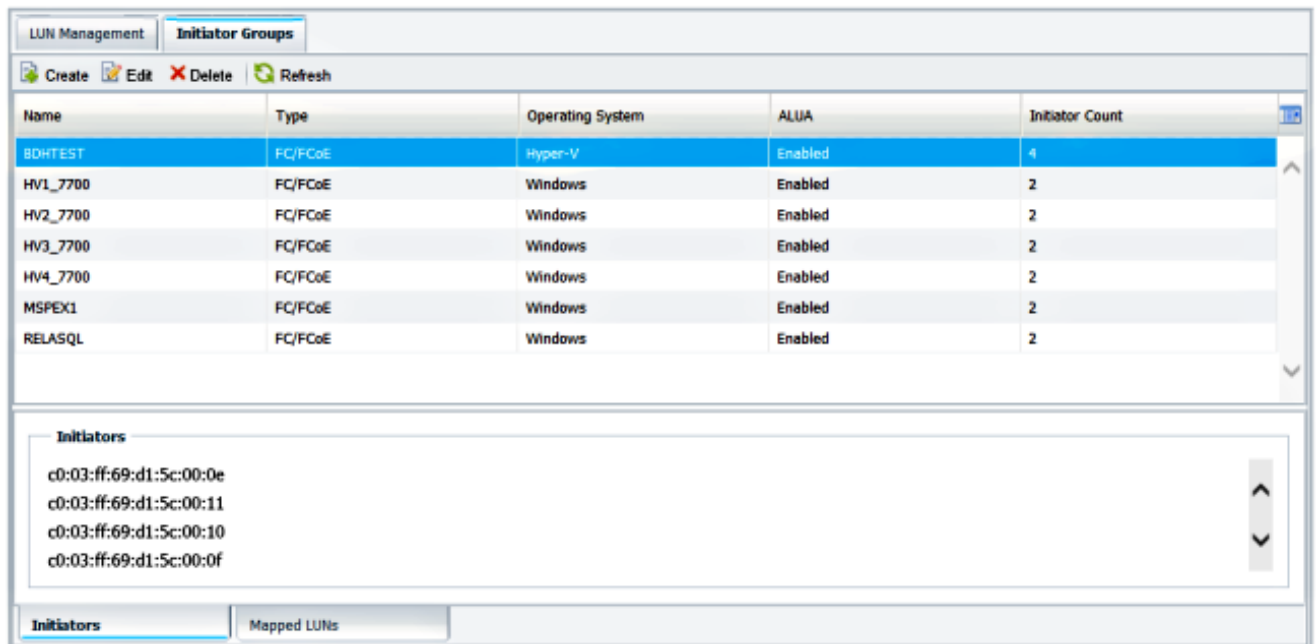 LUN Management Initiator Groups
Create Edit Delete Refresh
Name Type Operating System ALUA Initiator Count
BDHTEST FC/FCoE Hyper-V Enabled 4
HV1_7700 FC/FCoE Windows Enabled 2
HV2_7700 FC/FCoE Windows Enabled 2
HV3_7700 FC/FCoE Windows Enabled 2
HV4_7700 FC/FCoE Windows Enabled 2
MSPEX1 FC/FCoE Windows Enabled 2
RELASQL FC/FCoE Windows Enabled 2
Initiators
c0:03:ff:69:d1:5c:00:0e
c0:03:ff:69:d1:5c:00:11
c0:03:ff:69:d1:5c:00:10
c0:03:ff:69:d1:5c:00:0f
Initiators Mapped LUNs